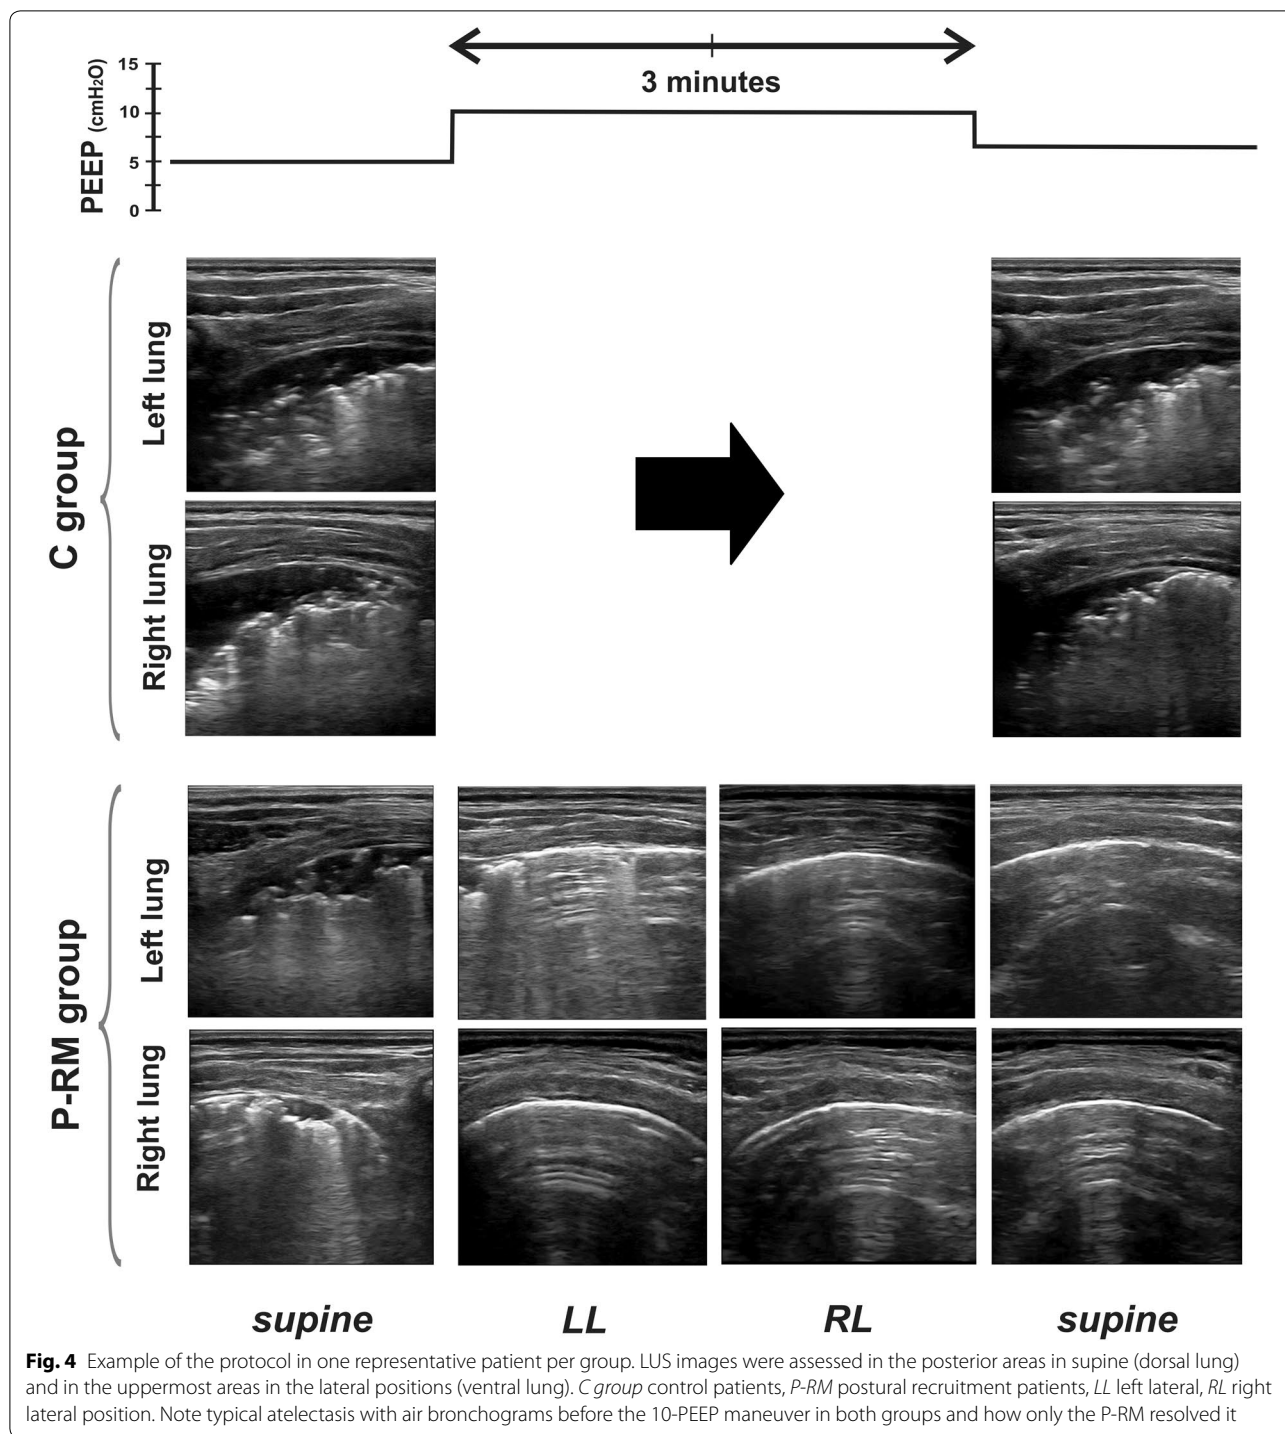 3 minutes
PEEP (cmH2O)
15
10
5
0
C group
Left lung
Right lung
P-RM group
Left lung
Right lung
supine LL RL supine
Fig. 4 Example of the protocol in one representative patient per group. LUS images were assessed in the posterior areas in supine (dorsal lung)
and in the uppermost areas in the lateral positions (ventral lung). C group control patients, P-RM postural recruitment patients, LL left lateral, RL right
lateral position. Note typical atelectasis with air bronchograms before the 10-PEEP maneuver in both groups and how only the P-RM resolved it